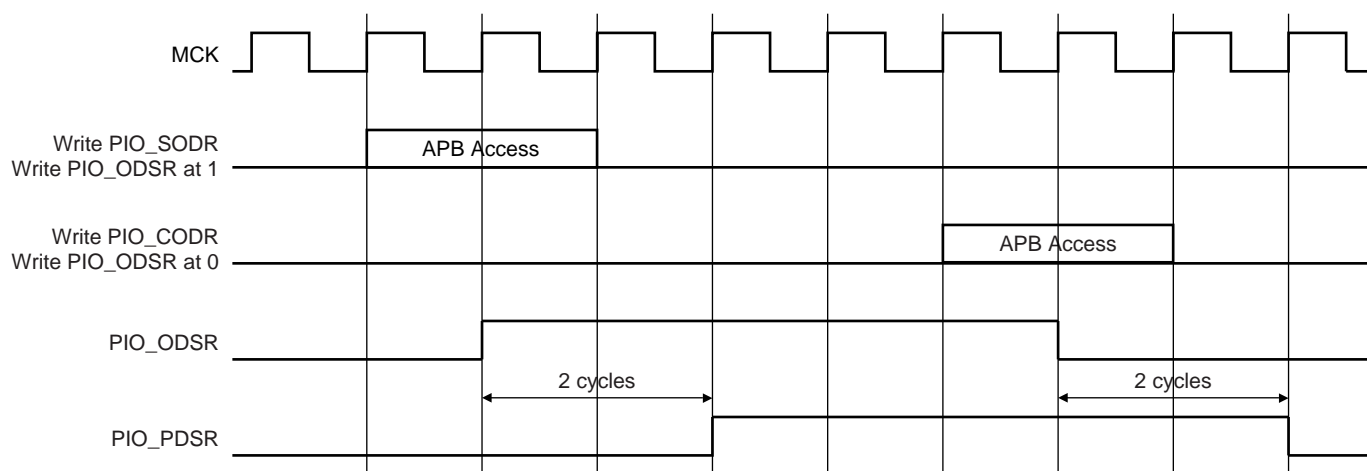 MCK
Write PIO_SODR
Write PIO_ODSR at 1
APB Access
Write PIO_CODR
Write PIO_ODSR at 0
APB Access
PIO_ODSR
2 cycles
2 cycles
PIO_PDSR